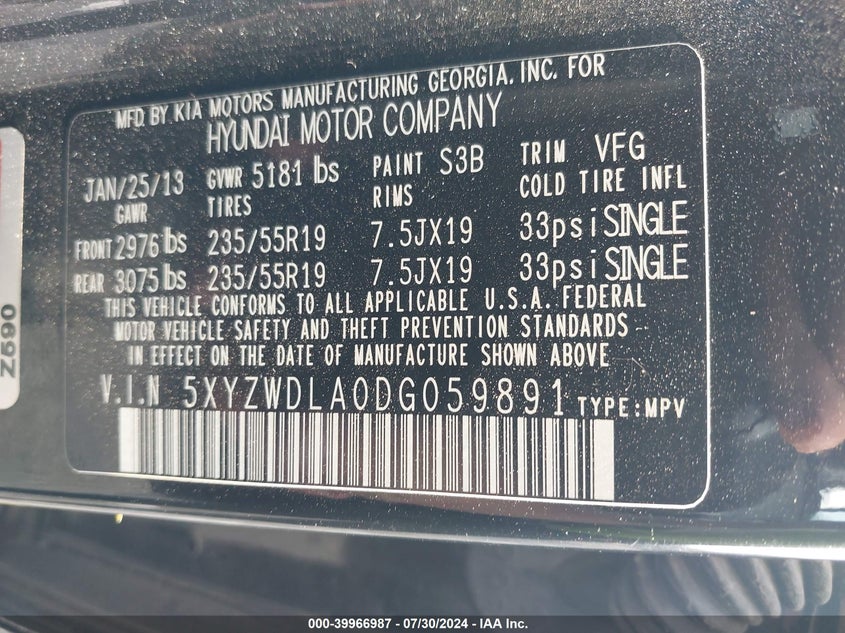 MFD BY KIA MOTORS MANUFACTURING GEORGIA, INC. FOR
HYUNDAI MOTOR COMPANY
JAN/25/13 GVWR 5181 lbs PAINT S3B TRIM VFG
GAWR TIRES RIMS COLD TIRE INFL
FRONT 2976 lbs 235/55R19 7.5JX19 33psi SINGLE
REAR 3075 lbs 235/55R19 7.5JX19 33psi SINGLE
THIS VEHICLE CONFORMS TO ALL APPLICABLE U.S.A. FEDERAL
MOTOR VEHICLE SAFETY AND THEFT PREVENTION STANDARDS
IN EFFECT ON THE DATE OF MANUFACTURE SHOWN ABOVE
V.I.N 5XYZWDLA0DG059891 TYPE:MPV
Z690
000-39966987 - 07/30/2024 - IAA Inc.